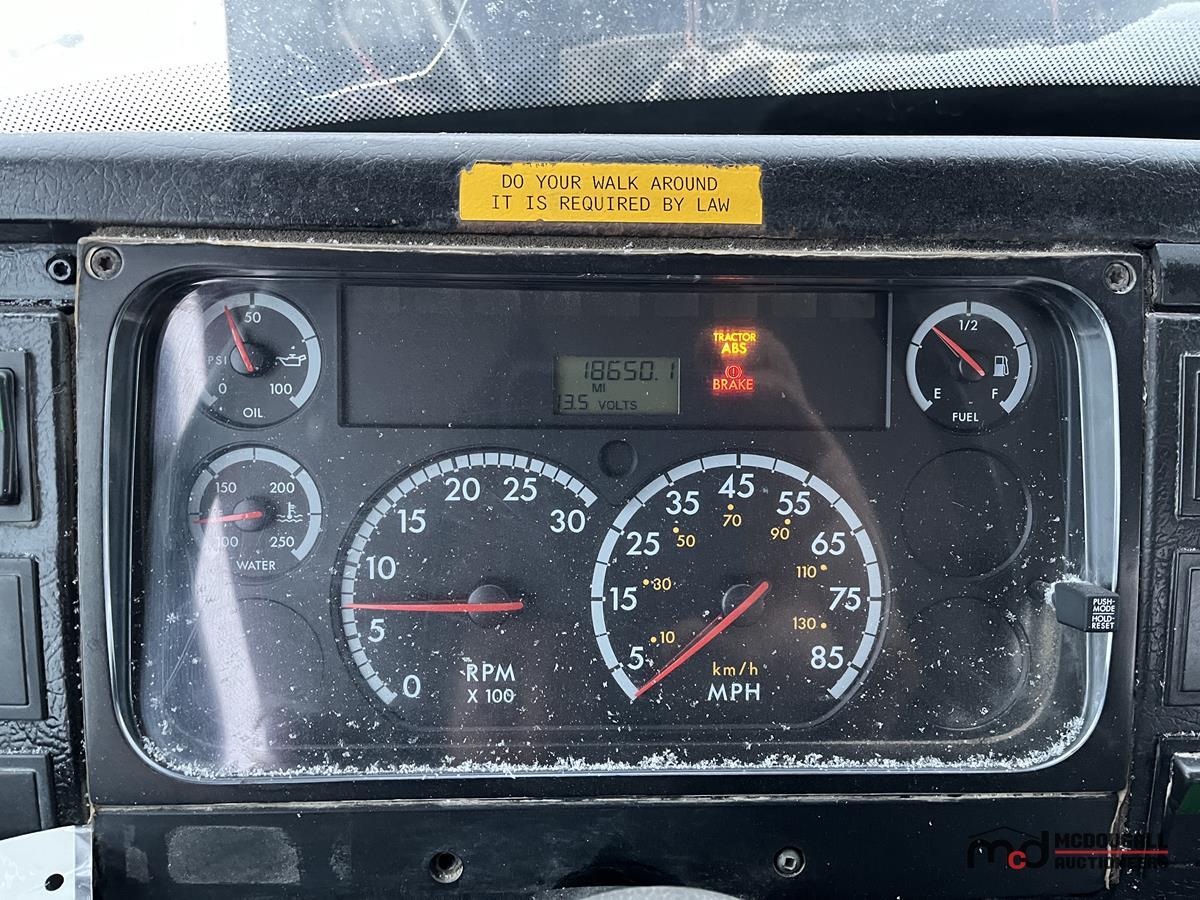 DO YOUR WALK AROUND
IT IS REQUIRED BY LAW
50
PSI
0
100
OIL
TRACTOR
ABS
BRAKE
18650.1
MI
13.5 VOLTS
1/2
E
F
FUEL
150
200
100
250
WATER
0
5
10
15
20
25
30
RPM
X 100
5
15
25
35
45
55
65
75
85
10
30
50
70
90
110
130
km/h
MPH
PUSH-
MODE
HOLD-
RESET
mcd
MCDOUGALL
AUCTIONEERS